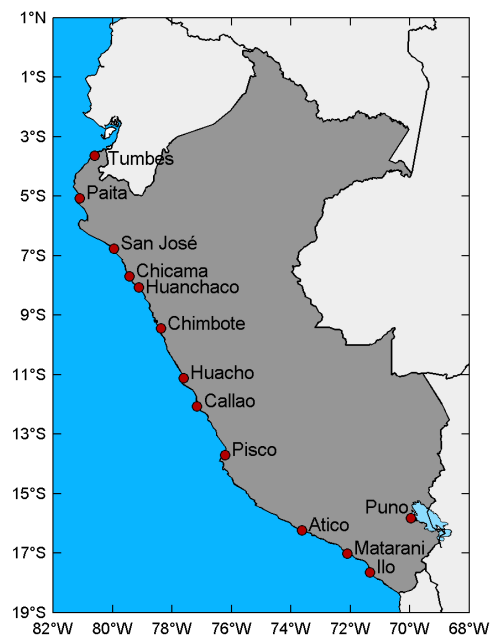 1°N
1°S
3°S
Tumbes
5°S
Paita
San José
7°S
Chicama
Huanchaco
9°S
Chimbote
11°S
Huacho
Callao
13°S
Pisco
15°S
Puno
Atico
17°S
Matarani
Ilo
19°S
82°W 80°W 78°W 76°W 74°W 72°W 70°W 68°W